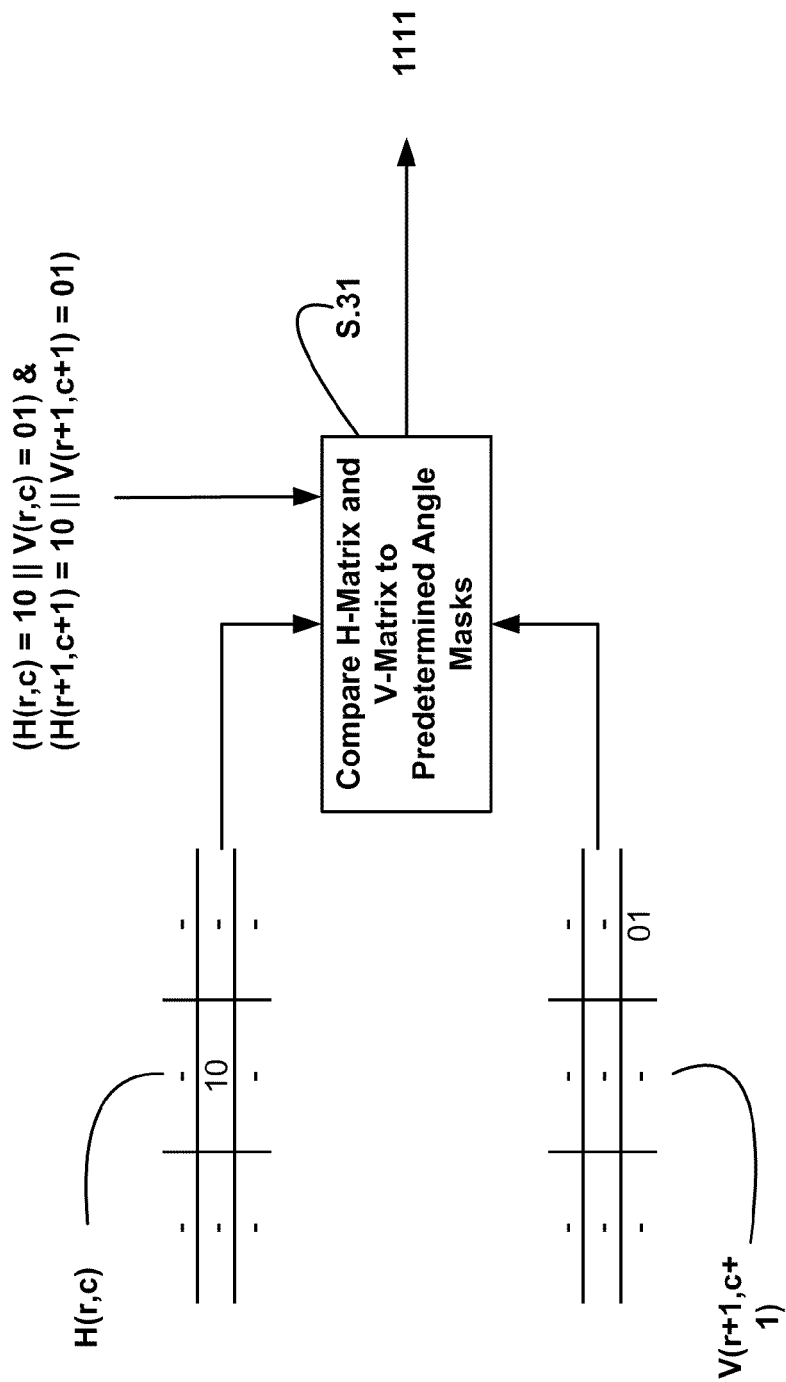 (H(r,c) = 10 || V(r,c) = 01) &
(H(r+1,c+1) = 10 || V(r+1,c+1) = 01)
H(r,c)
10
S.31
1111
Compare H-Matrix and
V-Matrix to
Predetermined Angle
Masks
01
V(r+1,c+
1)